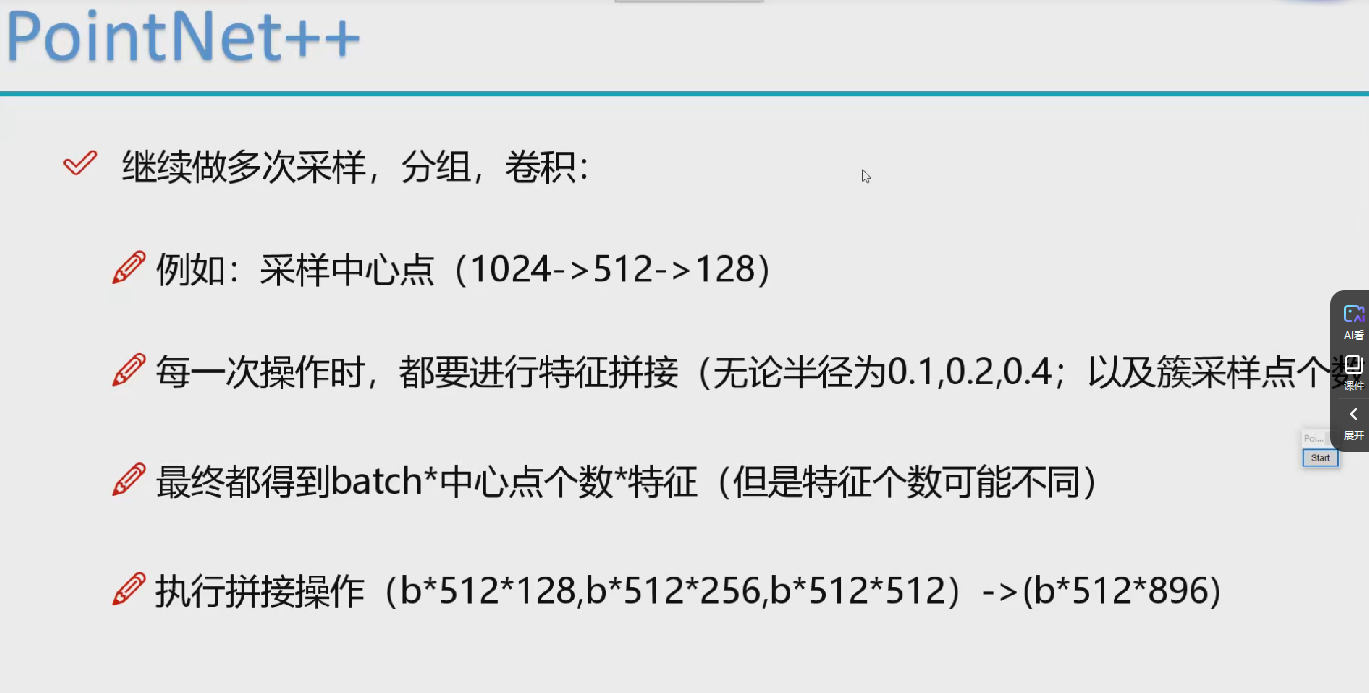 PointNet++
继续做多次采样，分组，卷积：
例如：采样中心点（1024->512->128）
每一次操作时，都要进行特征拼接（无论半径为0.1,0.2,0.4；以及簇采样点个数
最终都得到batch*中心点个数*特征（但是特征个数可能不同）
执行拼接操作（b*512*128,b*512*256,b*512*512）->(b*512*896)
AI看
课件
展开
Poi...
Start